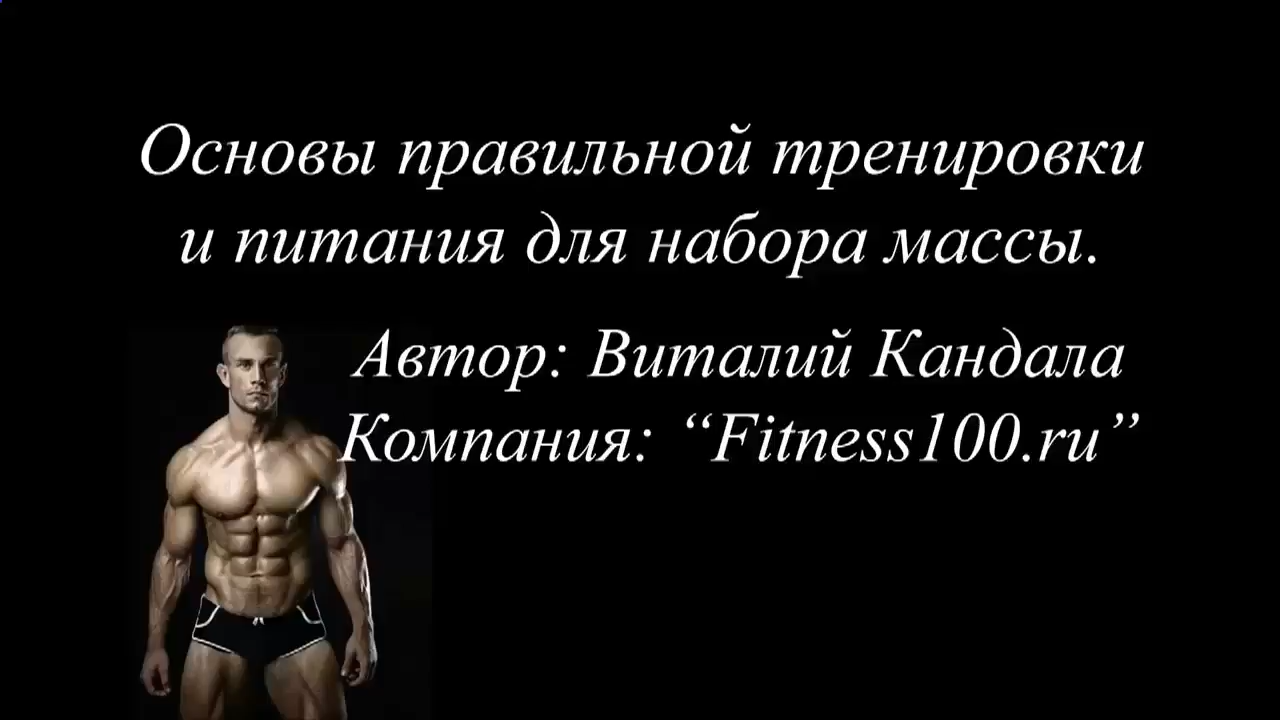 Основы правильной тренировки
и питания для набора массы.
Автор: Виталий Кандала
Компания: “Fitness100.ru”